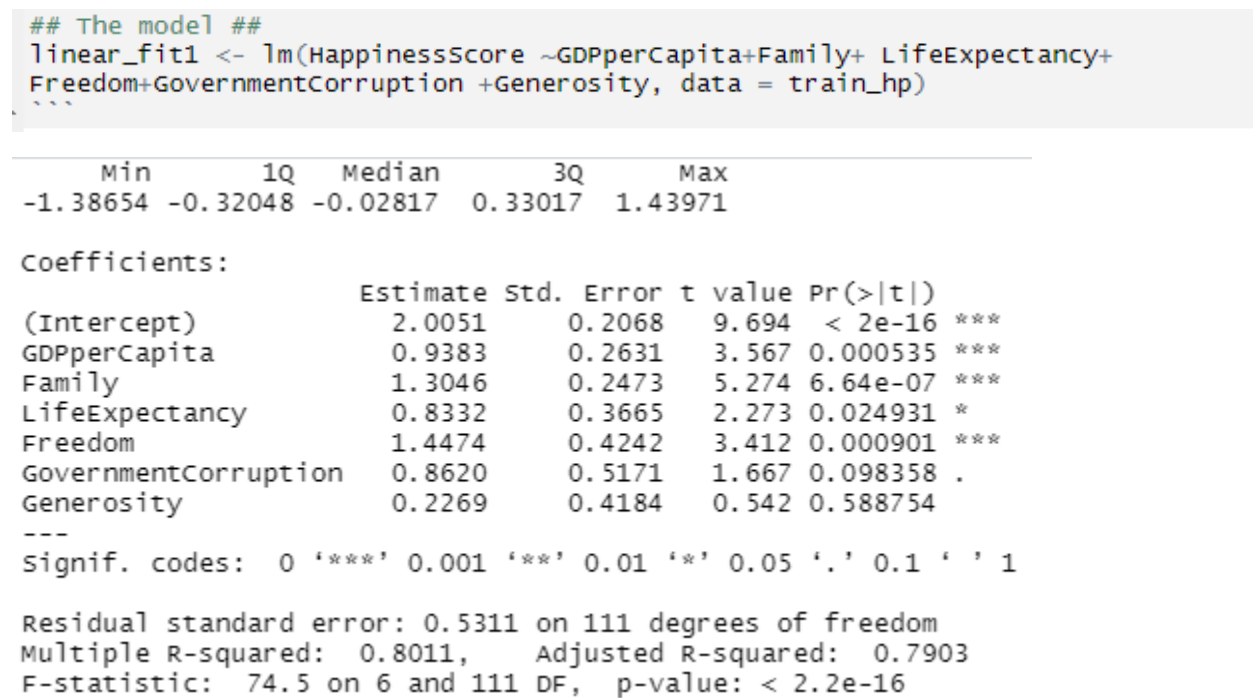 ## The model ##
linear_fit1 <- lm(HappinessScore ~GDPperCapita+Family+ LifeExpectancy+
Freedom+GovernmentCorruption +Generosity, data = train_hp)
```
Min 1Q Median 3Q Max
-1.38654 -0.32048 -0.02817 0.33017 1.43971
Coefficients:
Estimate Std. Error t value Pr(>|t|)
(Intercept) 2.0051 0.2068 9.694 < 2e-16 ***
GDPperCapita 0.9383 0.2631 3.567 0.000535 ***
Family 1.3046 0.2473 5.274 6.64e-07 ***
LifeExpectancy 0.8332 0.3665 2.273 0.024931 *
Freedom 1.4474 0.4242 3.412 0.000901 ***
GovernmentCorruption 0.8620 0.5171 1.667 0.098358 .
Generosity 0.2269 0.4184 0.542 0.588754
---
Signif. codes: 0 ‘***’ 0.001 ‘**’ 0.01 ‘*’ 0.05 ‘.’ 0.1 ‘ ’ 1
Residual standard error: 0.5311 on 111 degrees of freedom
Multiple R-squared: 0.8011, Adjusted R-squared: 0.7903
F-statistic: 74.5 on 6 and 111 DF, p-value: < 2.2e-16